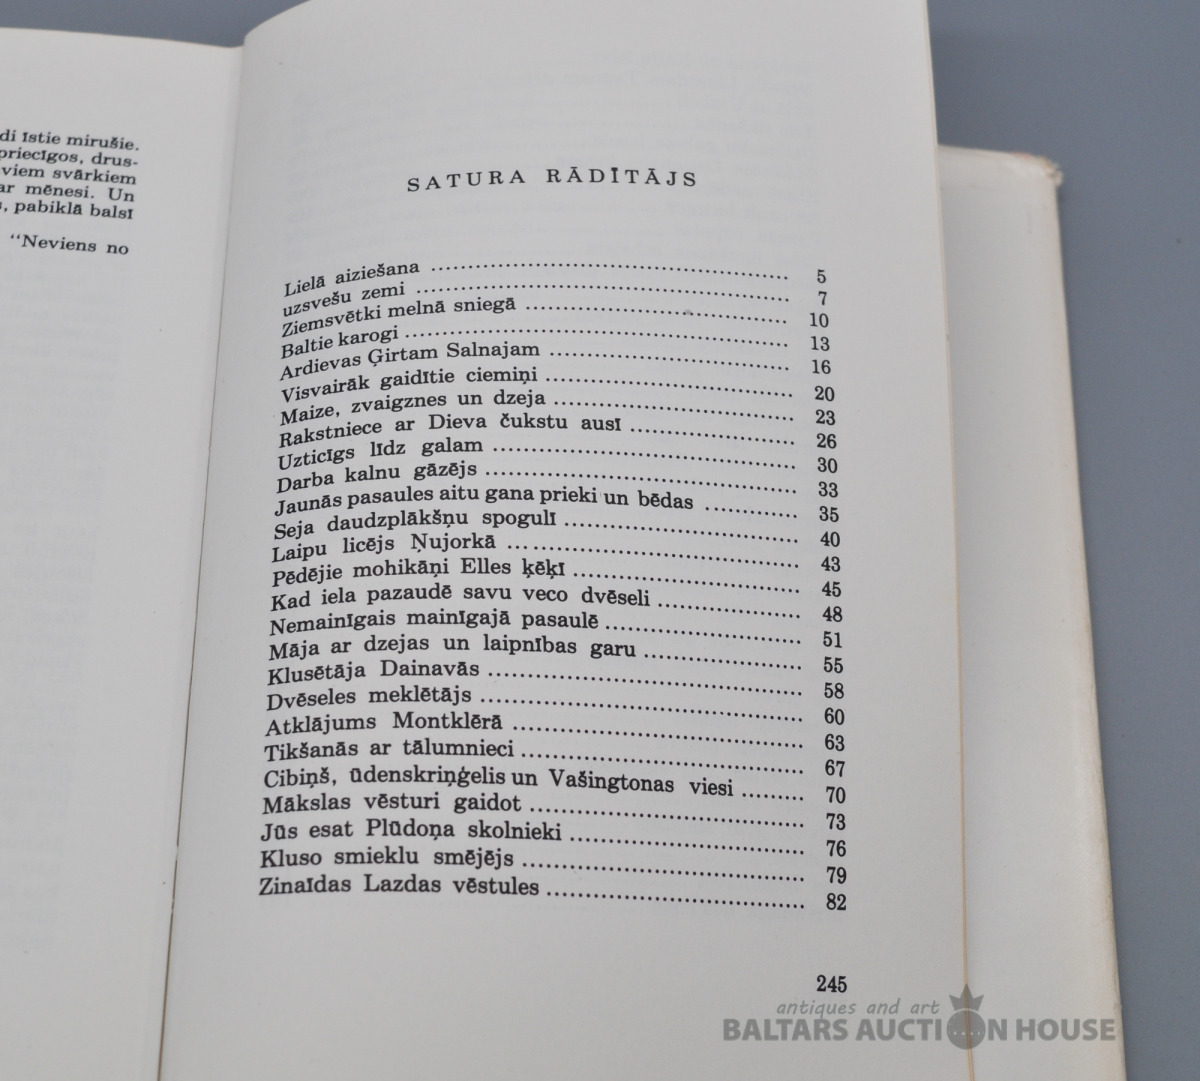 di īstie mirušie.
priecīgos, drus-
viem svārkiem
ar mēnesi. Un
pabiklā balsī
"Neviens no
SATURA RĀDĪTĀJS
Lielā aiziešana 5
uzsvešu zemi 7
Ziemsvētki melnā sniegā 10
Baltie karogi 13
Ardievas Ģirtam Salnajam 16
Visvairāk gaidītie ciemiņi 20
Maize, zvaigznes un dzeja 23
Rakstniece ar Dieva čukstu ausī 26
Uzticīgs līdz galam 30
Darba kalnu gāzējs 33
Jaunās pasaules aitu gana prieki un bēdas 35
Seja daudzplākšņu spogulī 40
Laipu licējs Ņujorkā 43
Pēdējie mohikāņi Elles ķēķī 45
Kad iela pazaudē savu veco dvēseli 48
Nemainīgais mainīgajā pasaulē 51
Māja ar dzejas un laipnības garu 55
Klusētāja Dainavās 58
Dvēseles meklētājs 60
Atklājums Montklērā 63
Tikšanās ar tālumnieci 67
Cibiņš, ūdenskriņģelis un Vašingtonas viesi 70
Mākslas vēsturi gaidot 73
Jūs esat Plūdoņa skolnieki 76
Kluso smieklu smējējs 79
Zinaīdas Lazdas vēstules 82
245
antiques and art
BALTARS AUCTION HOUSE